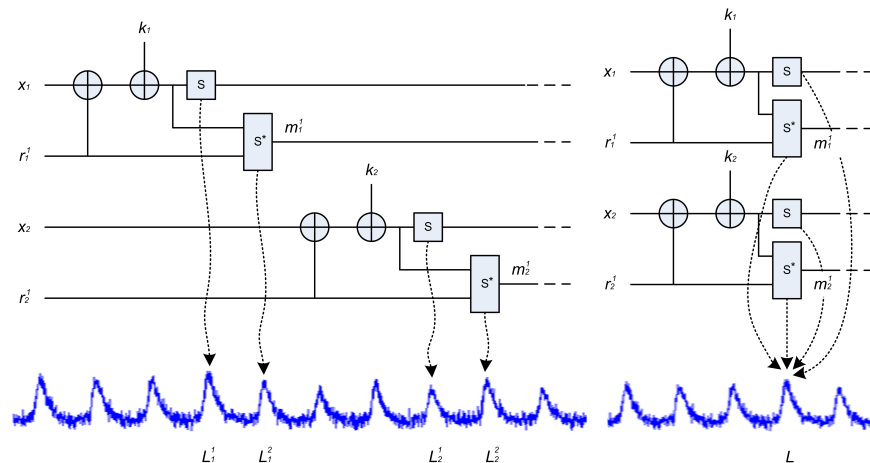 k₁ k₁
x₁ S x₁ S
S* m₁¹ S* m₁¹
r₁¹ r₁¹
k₂ k₂
x₂ S x₂ S
S* m₂¹ S* m₂¹
r₂¹ r₂¹
L₁¹ L₁² L₂¹ L₂² L